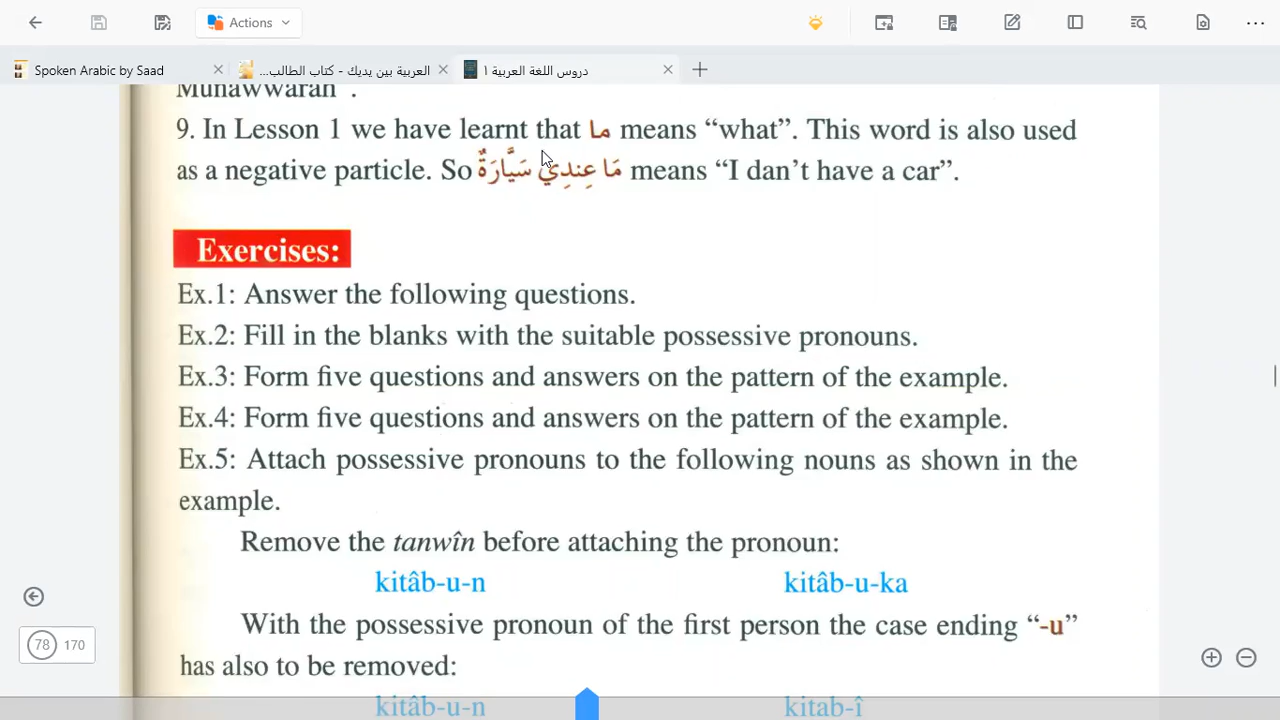 Actions
Spoken Arabic by Saad
العربية بين يديك - كتاب الطالب...
دروس اللغة العربية ١
Munawwarah".
9. In Lesson 1 we have learnt that ما means “what”. This word is also used
as a negative particle. So مَا عِندِيْ سَيَّارَةٌ means “I dan’t have a car”.
Exercises:
Ex.1: Answer the following questions.
Ex.2: Fill in the blanks with the suitable possessive pronouns.
Ex.3: Form five questions and answers on the pattern of the example.
Ex.4: Form five questions and answers on the pattern of the example.
Ex.5: Attach possessive pronouns to the following nouns as shown in the
example.
Remove the tanwîn before attaching the pronoun:
kitâb-u-n kitâb-u-ka
With the possessive pronoun of the first person the case ending “-u”
has also to be removed:
kitâb-u-n kitab-î
78 170